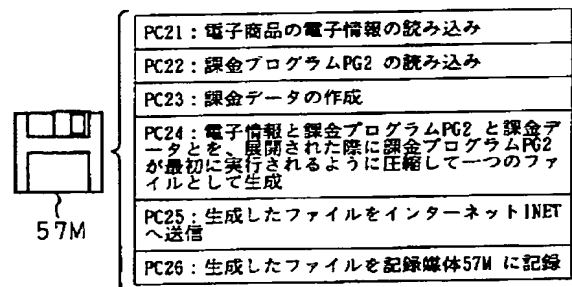 PC21：電子商品の電子情報の読み込み
PC22：課金プログラムPG2 の読み込み
PC23：課金データの作成
PC24：電子情報と課金プログラムPG2 と課金デ
ータとを、展開された際に課金プログラムPG2
が最初に実行されるように圧縮して一つのファ
イルとして生成
PC25：生成したファイルをインターネットINET
へ送信
PC26：生成したファイルを記録媒体57M に記録
57M